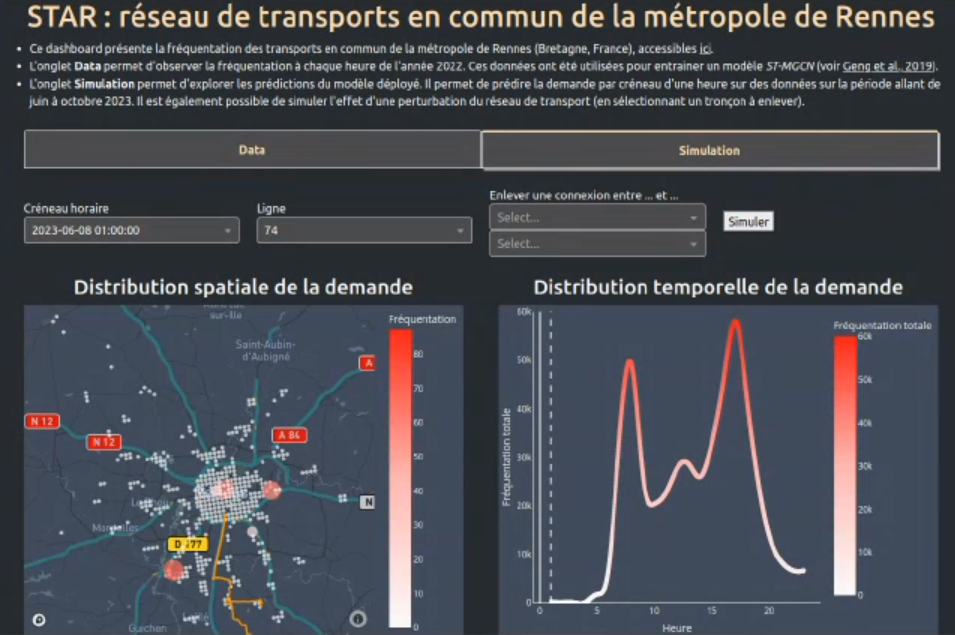 STAR : réseau de transports en commun de la métropole de Rennes
Ce dashboard présente la fréquentation des transports en commun de la métropole de Rennes (Bretagne, France), accessibles ici.
L'onglet Data permet d'observer la fréquentation à chaque heure de l'année 2022. Ces données ont été utilisées pour entrainer un modèle ST-MGCN (voir Geng et al., 2019).
L'onglet Simulation permet d'explorer les prédictions du modèle déployé. Il permet de prédire la demande par créneau d'une heure sur des données sur la période allant de
juin à octobre 2023. Il est également possible de simuler l'effet d'une perturbation du réseau de transport (en sélectionnant un tronçon à enlever).
Data
Simulation
Créneau horaire
Ligne
Enlever une connexion entre ... et ...
2023-06-08 01:00:00
74
Select...
Select...
Simuler
Distribution spatiale de la demande
Distribution temporelle de la demande
sur-Ille
Saint-Aubin-
d'Aubigné
N 12
N 12
A 84
A
N
D 177
Guichen
Fréquentation
80
70
60
50
40
30
20
10
0
Fréquentation totale
60k
50k
40k
30k
20k
10k
0
0
5
10
15
20
Heure
Fréquentation totale
60k
50k
40k
30k
20k
10k
0